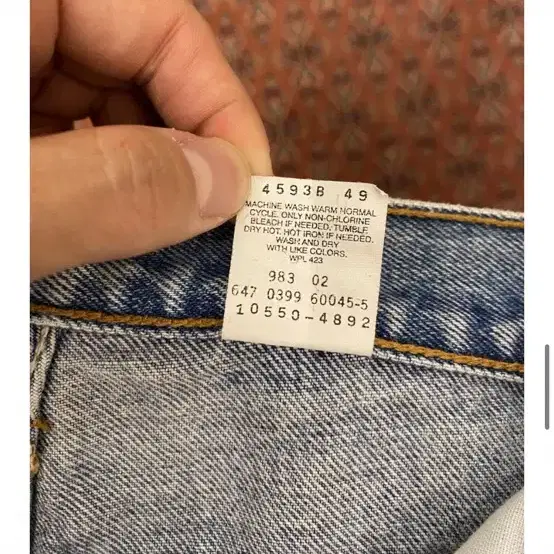 4593B 49
MACHINE WASH WARM NORMAL
CYCLE. ONLY NON-CHLORINE
BLEACH IF NEEDED. TUMBLE
DRY HOT. HOT IRON IF NEEDED.
WASH AND DRY
WITH LIKE COLORS.
WPL 423
983 02
647 0399 60045-5
10550-4892